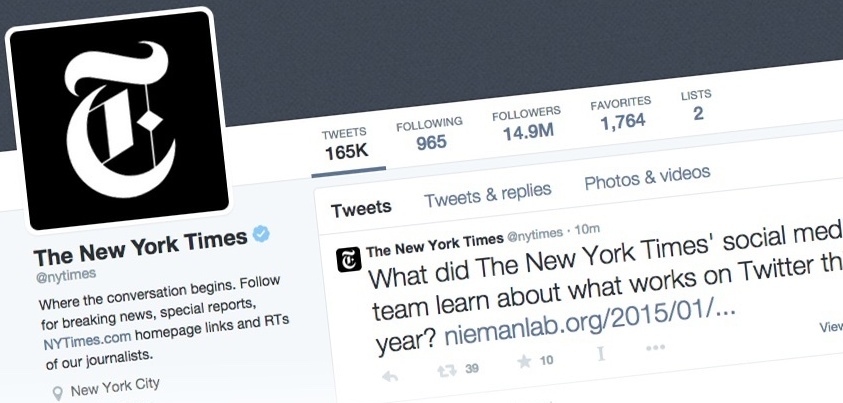 TWEETS
165K
FOLLOWING
965
FOLLOWERS
14.9M
FAVORITES
1,764
LISTS
2
The New York Times
@nytimes
Where the conversation begins. Follow
for breaking news, special reports,
NYTimes.com homepage links and RTs
of our journalists.
New York City
Tweets Tweets & replies Photos & videos
The New York Times @nytimes · 10m
What did The New York Times' social med
team learn about what works on Twitter th
year? niemanlab.org/2015/01/...
39 10
View